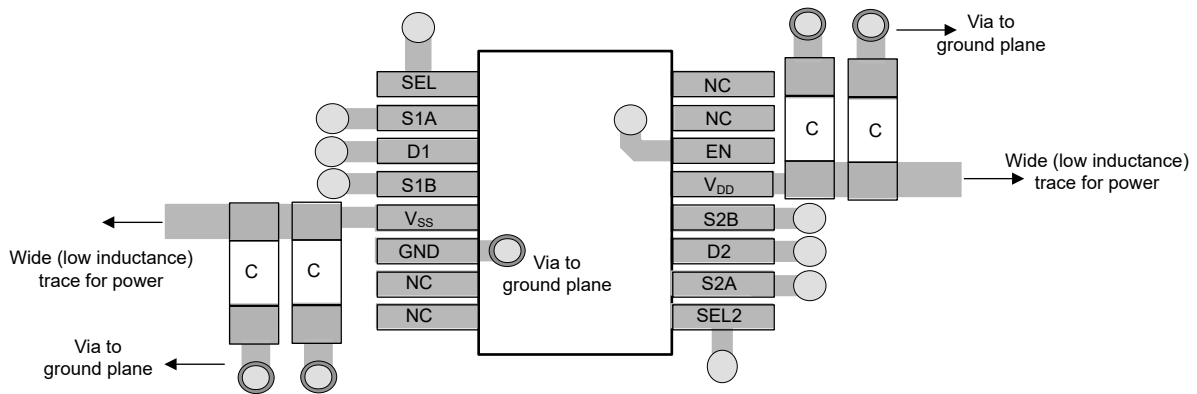 Via to
ground plane
SEL
NC
S1A
NC
C
C
D1
EN
Wide (low inductance)
trace for power
S1B
VDD
VSS
S2B
Wide (low inductance)
trace for power
C
C
GND
Via to
ground plane
D2
NC
S2A
NC
SEL2
Via to
ground plane